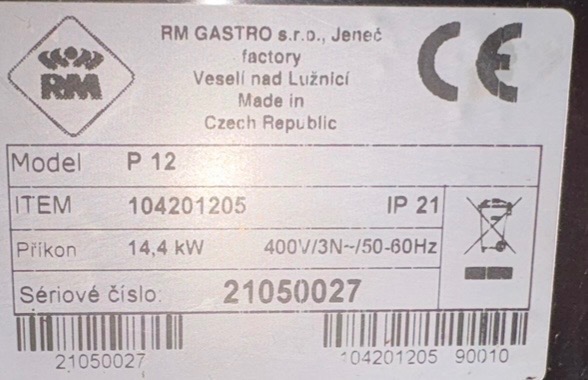 RM
RM GASTRO s.r.o., Jeneč
factory
Veselí nad Lužnicí
Made in
Czech Republic
CE
Model P 12
ITEM 104201205 IP 21
Příkon 14,4 kW 400V/3N~/50-60Hz
Sériové číslo: 21050027
21050027 104201205 90010